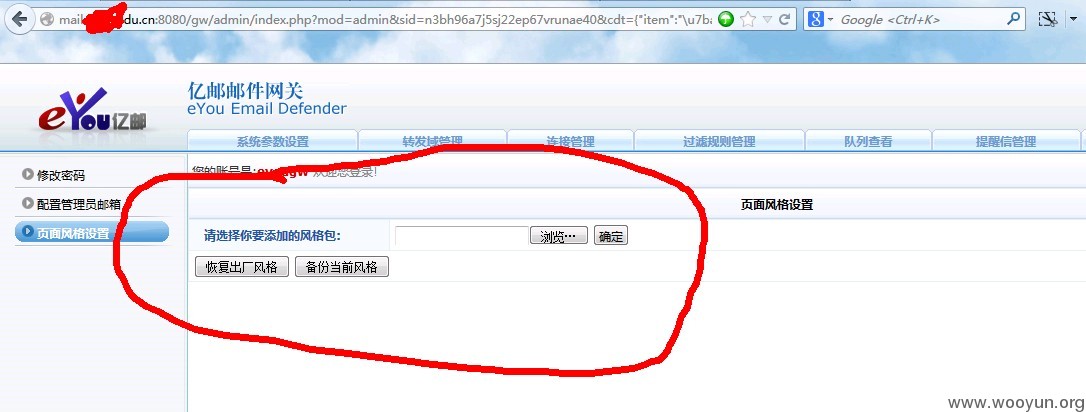 mail
du.cn:8080/gw/admin/index.php?mod=admin&sid=n3bh96a7j5sj22ep67vrunae40&cdt={"item":"\u7ba
Google <Ctrl+K>
eYou亿邮
亿邮邮件网关
eYou Email Defender
系统参数设置 转发域管理 连接管理 过滤规则管理 队列查看 提醒信管理
修改密码
您的账号是: 欢迎您登录!
配置管理员邮箱
页面风格设置
页面风格设置
请选择你要添加的风格包: 浏览… 确定
恢复出厂风格 备份当前风格
www.wooyun.org